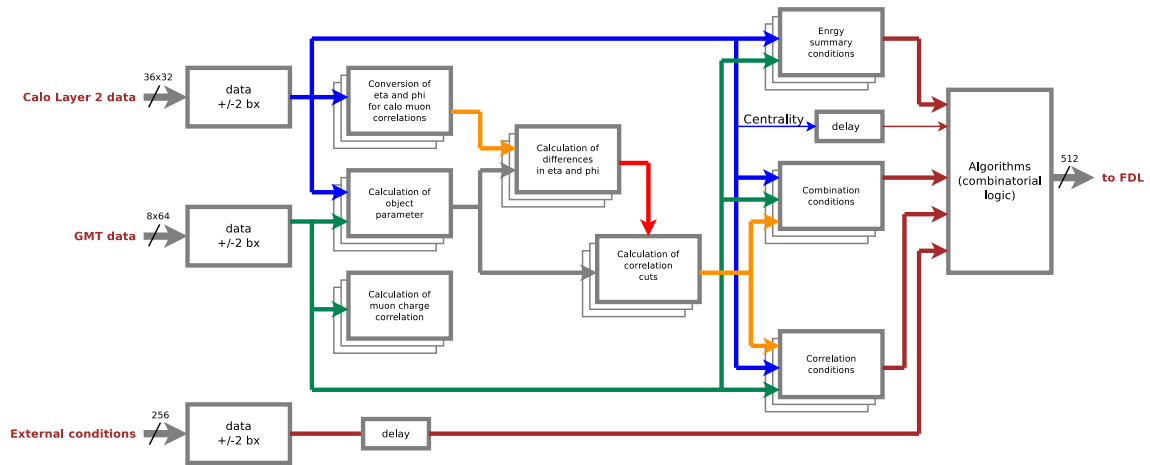 Enrgy
summary
conditions
36x32
Calo Layer 2 data
data
+/-2 bx
Conversion of
eta and phi
for calo muon
correlations
Centrality
delay
Calculation of
differences
in eta and phi
Algorithms
(combinatorial
logic)
512
to FDL
Calculation of
object
parameter
Combination
conditions
8x64
GMT data
data
+/-2 bx
Calculation of
correlation
cuts
Calculation of
muon charge
correlation
Correlation
conditions
256
External conditions
data
+/-2 bx
delay